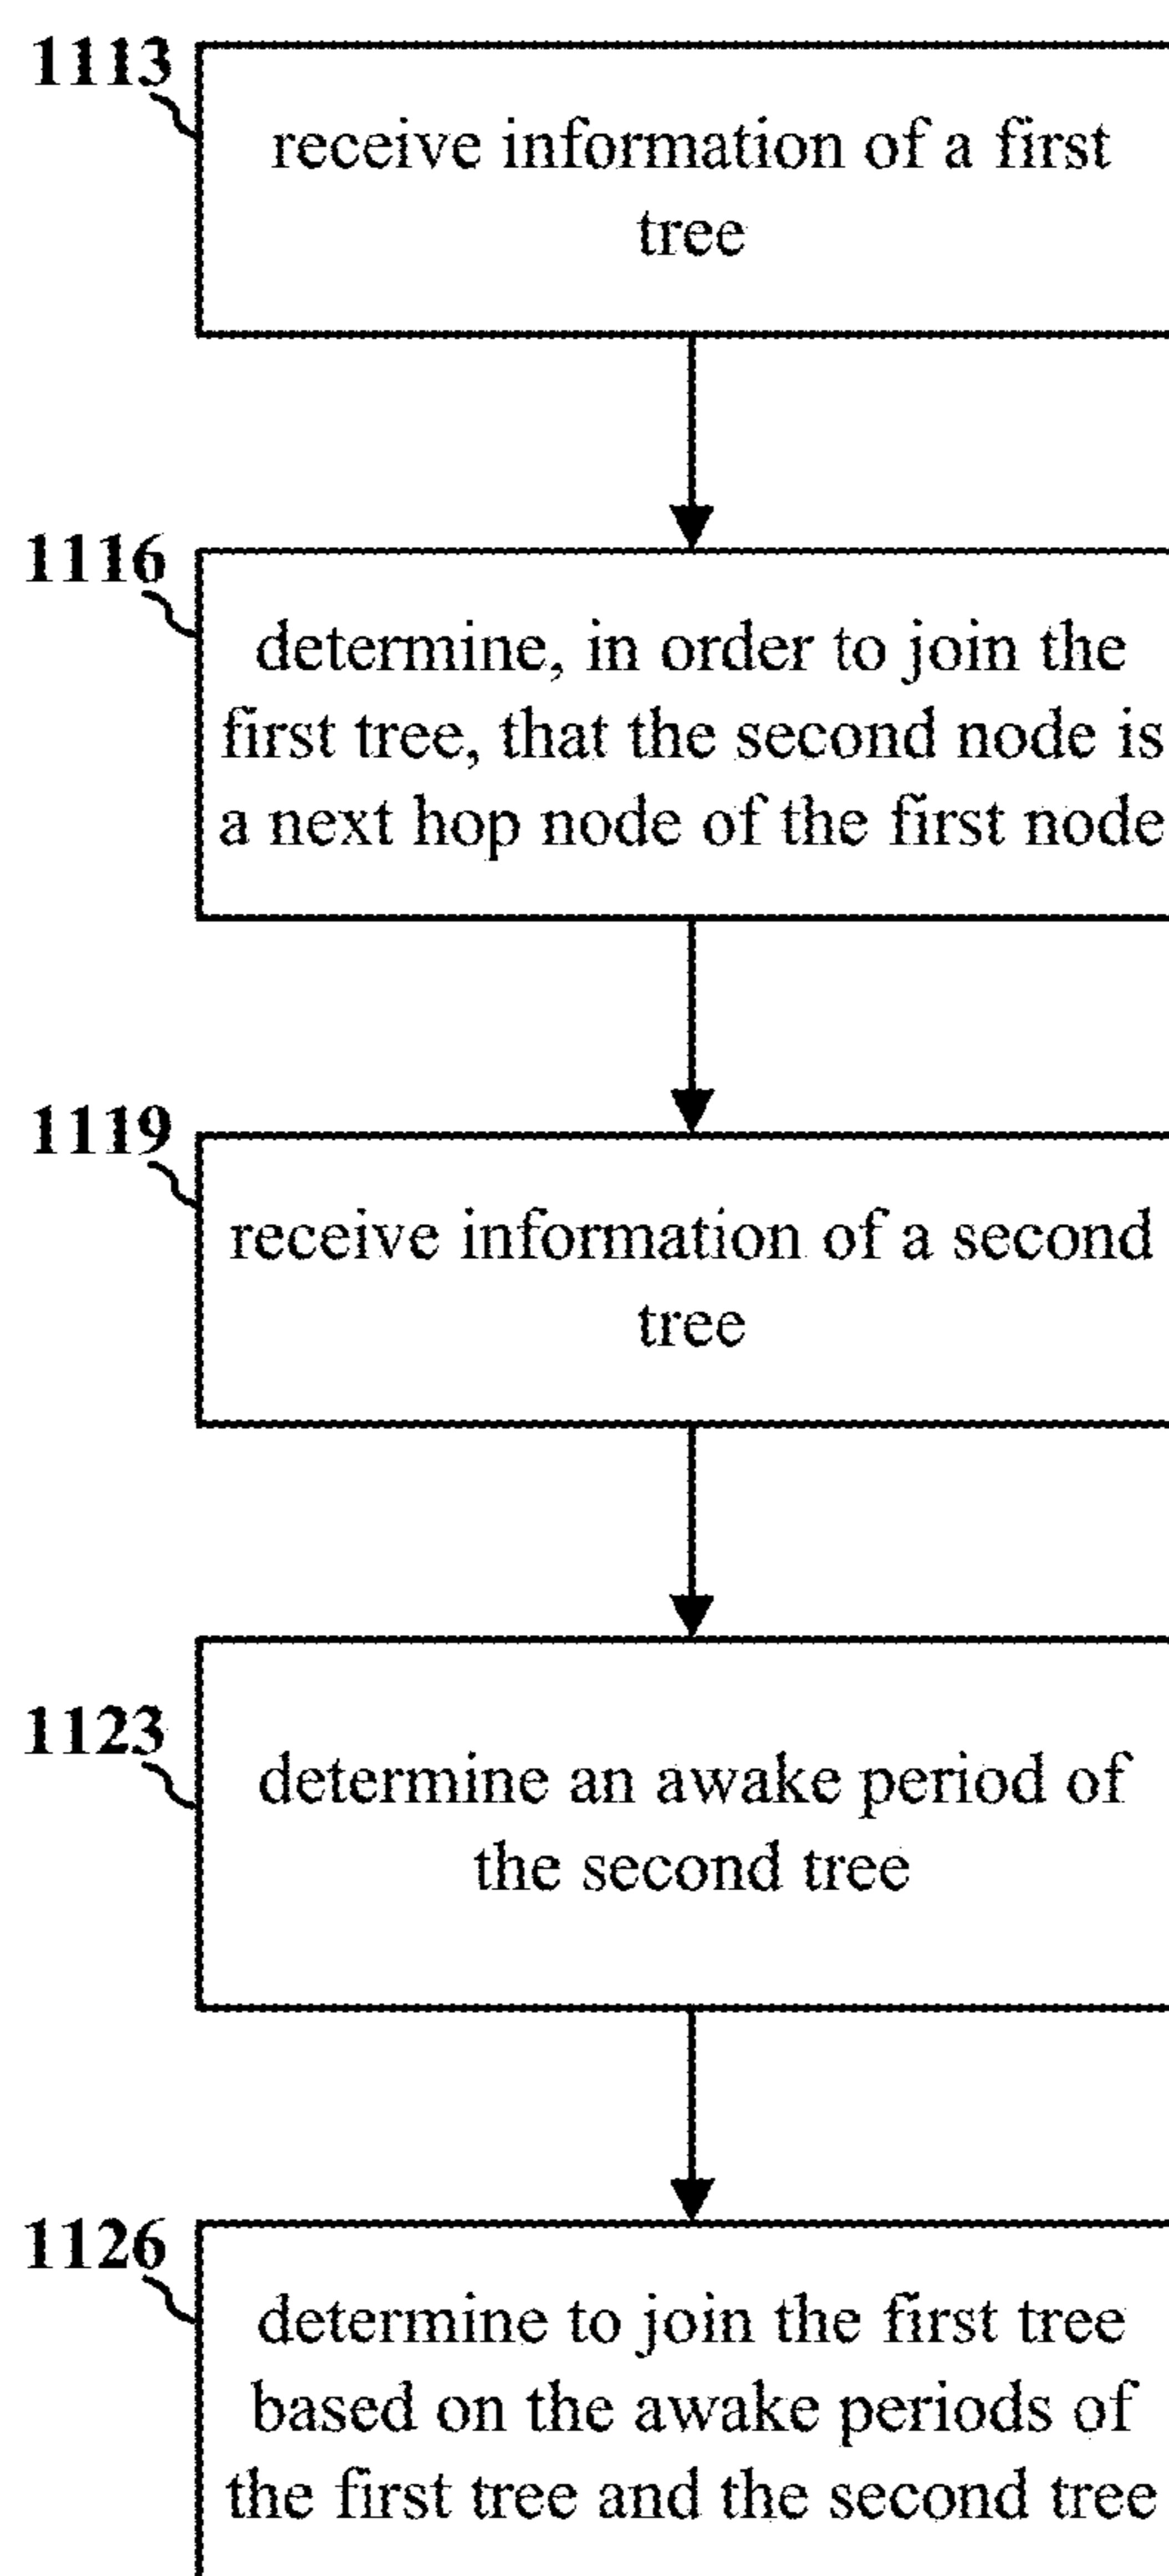 1113
receive information of a first
tree
1116
determine, in order to join the
first tree, that the second node is
a next hop node of the first node
1119
receive information of a second
tree
1123
determine an awake period of
the second tree
1126
determine to join the first tree
based on the awake periods of
the first tree and the second tree